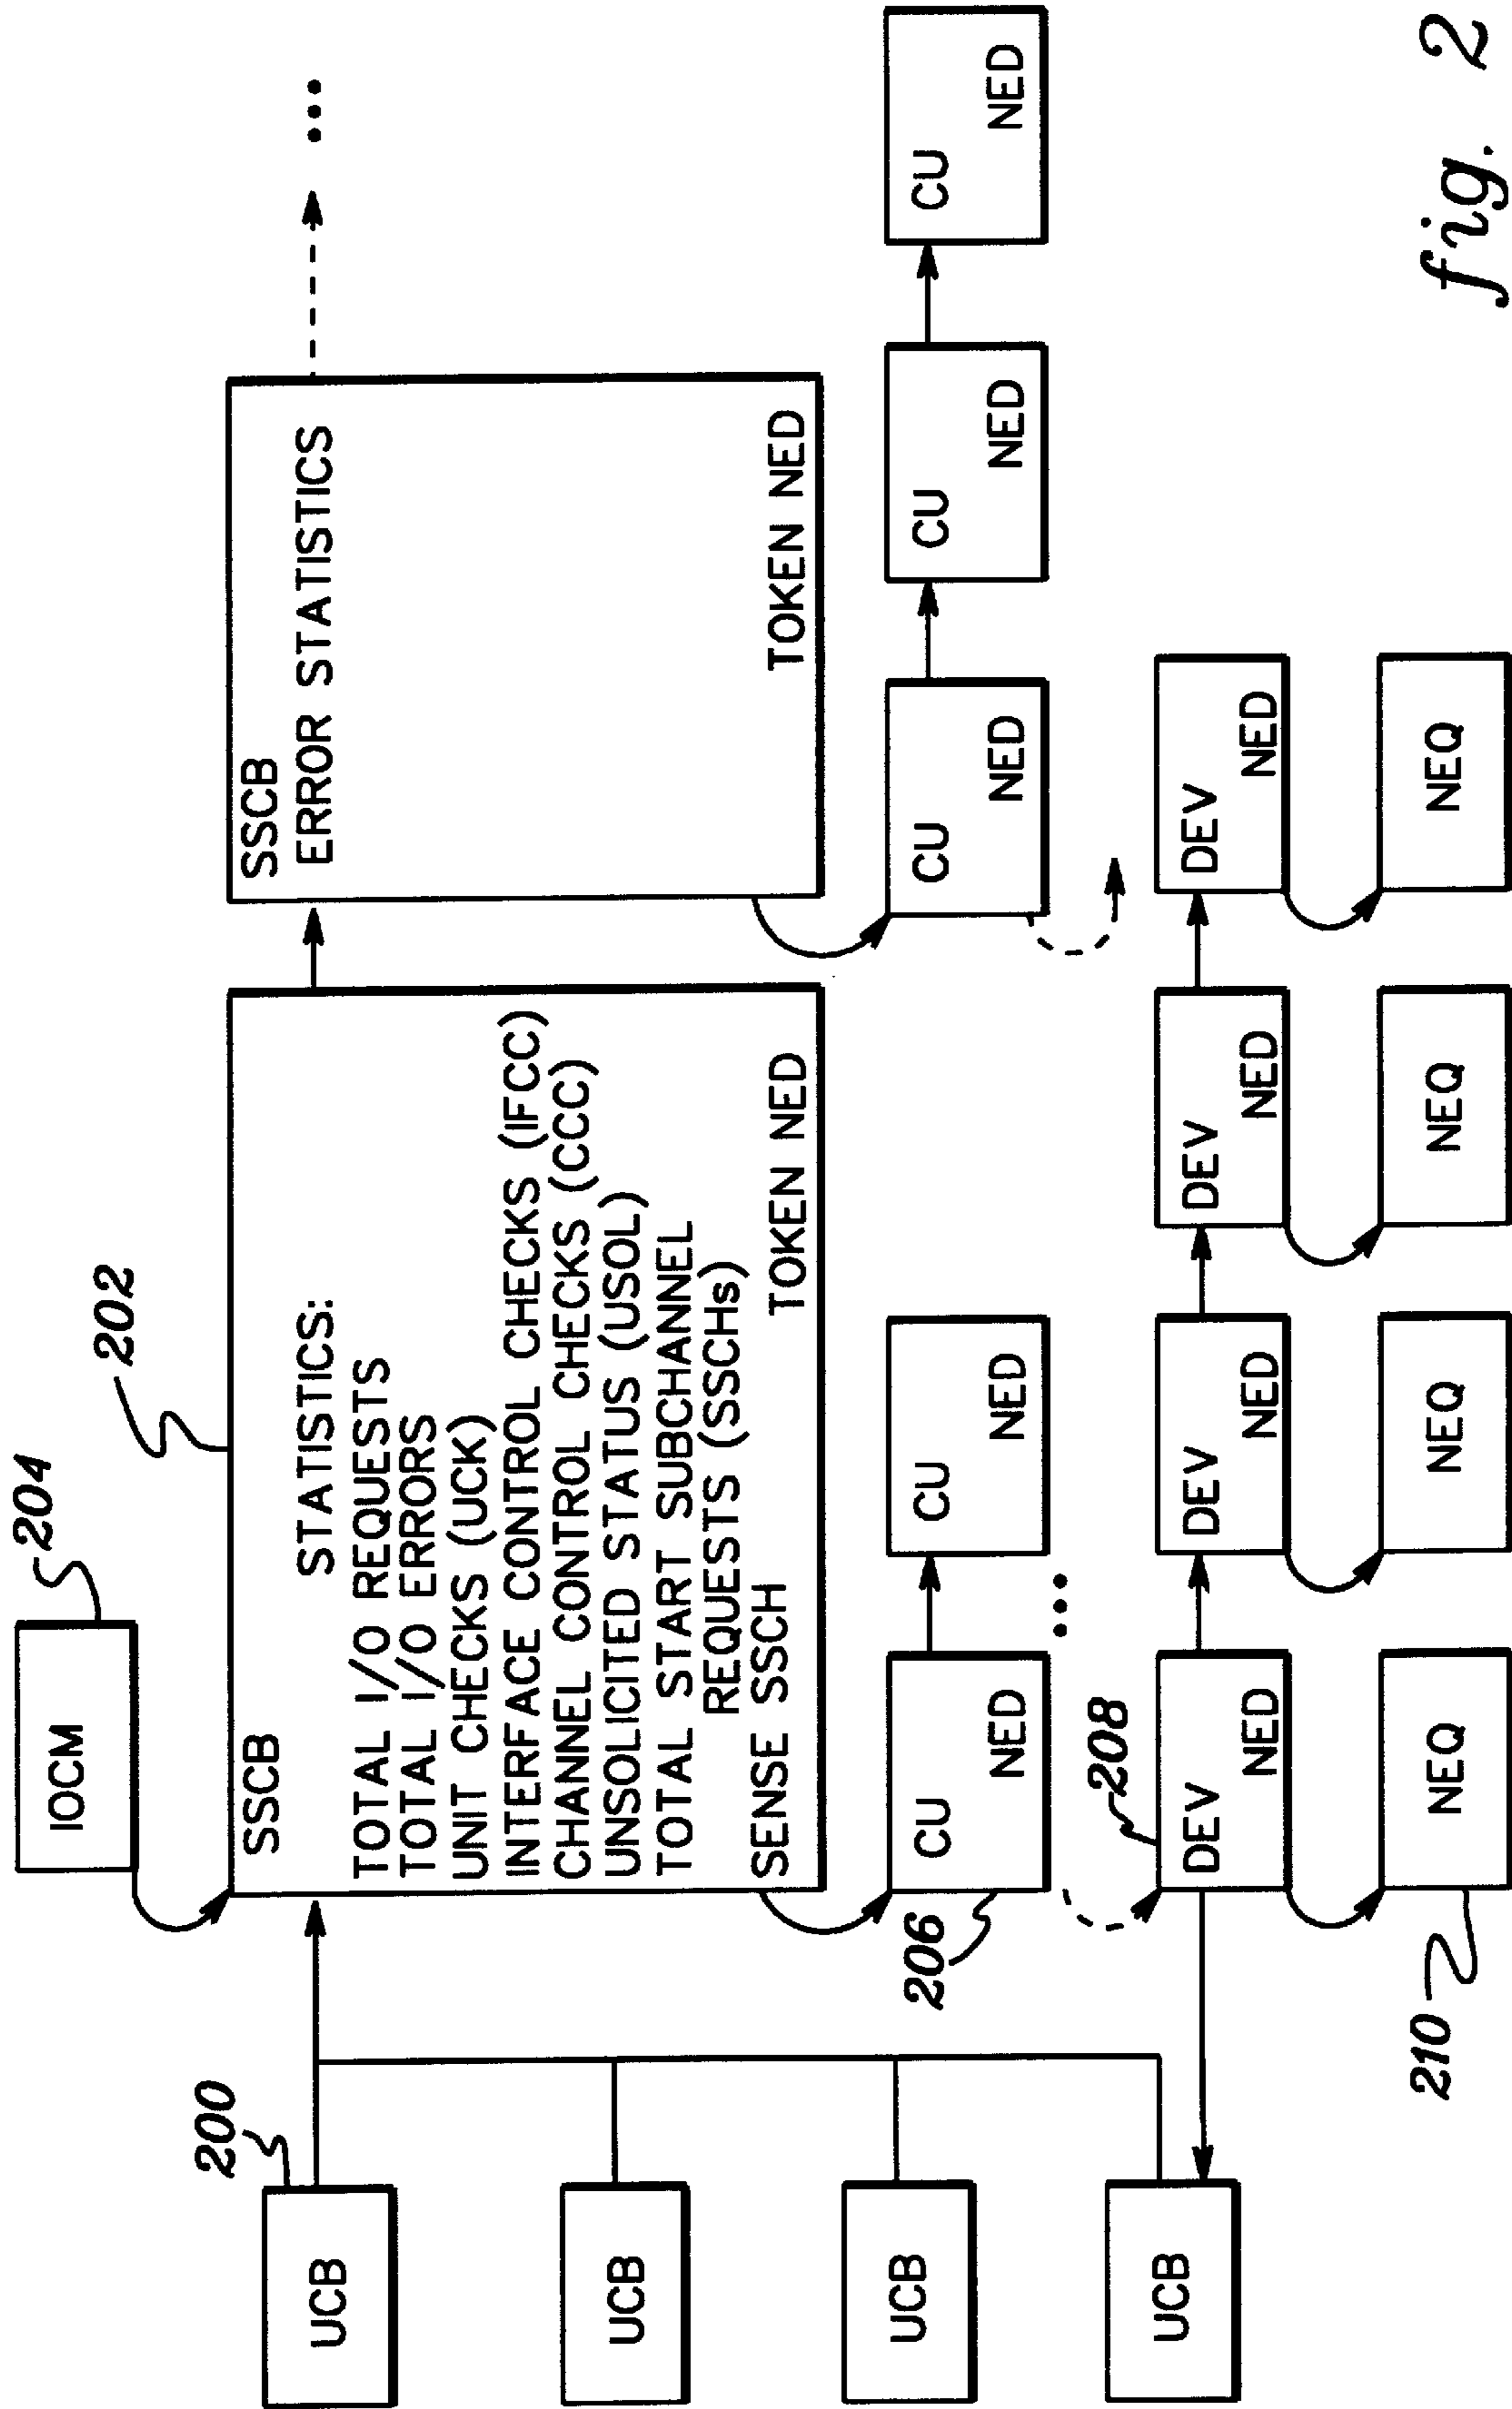 204
IOCM
202
200
UCB
UCB
UCB
UCB
SSCB
STATISTICS:
TOTAL I/O REQUESTS
TOTAL I/O ERRORS
UNIT CHECKS (UCK)
INTERFACE CONTROL CHECKS (IFCC)
CHANNEL CONTROL CHECKS (CCC)
UNSOLICITED STATUS (USOL)
TOTAL START SUBCHANNEL
REQUESTS (SSCHs)
SENSE SSCH
TOKEN NED
SSCB
ERROR STATISTICS
TOKEN NED
...
206
CU
NED
CU
NED
...
CU
NED
CU
NED
CU
NED
208
DEV
NED
DEV
NED
DEV
NED
DEV
NED
210
NEQ
NEQ
NEQ
NEQ
fig. 2